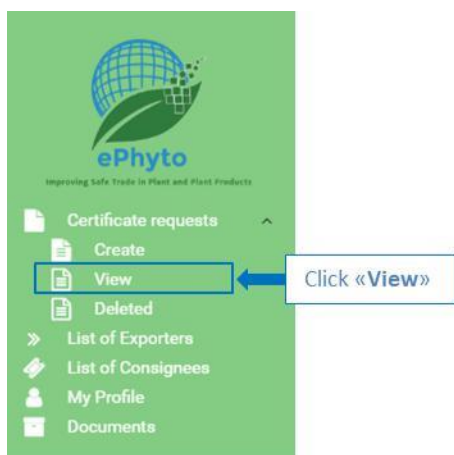 ePhyto
Improving Safe Trade in Plant and Plant Products
Certificate requests
Create
View
Click «View»
Deleted
List of Exporters
List of Consignees
My Profile
Documents